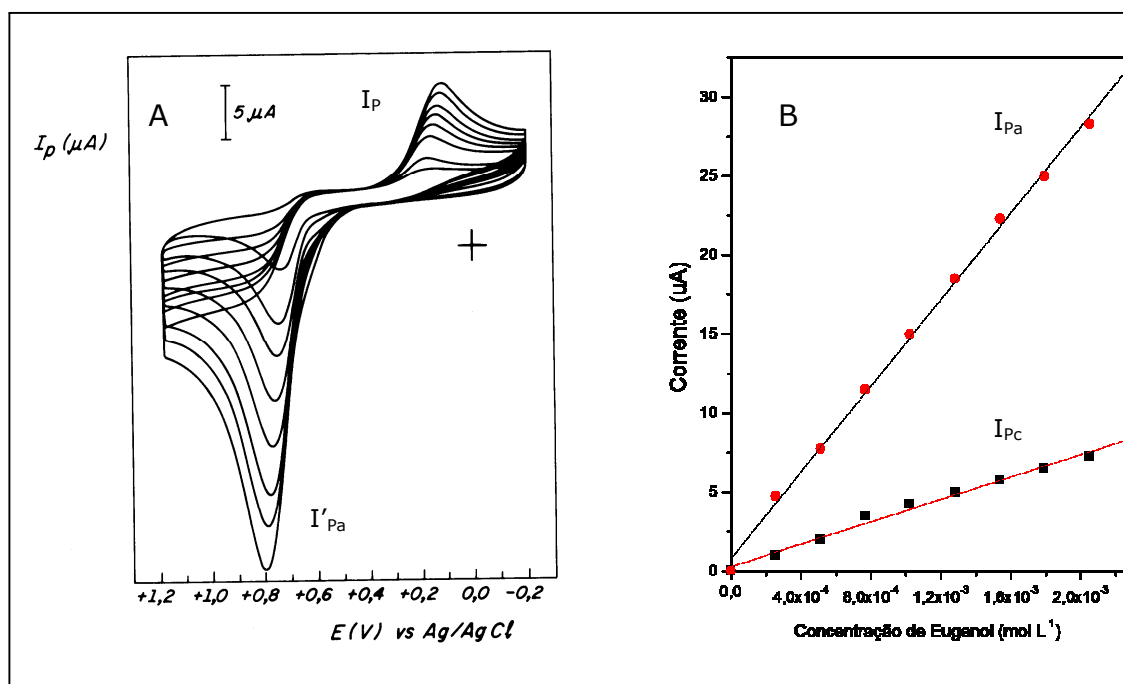 A
5 µA
I_P
I_p (µA)
I'_Pa
+1,2 +1,0 +0,8 +0,6 +0,4 +0,2 0,0 -0,2
E (V) vs Ag/AgCl
B
I_Pa
I_Pc
30
25
20
15
10
5
0
Corrente (uA)
0,0 4,0x10⁻⁴ 8,0x10⁻⁴ 1,2x10⁻³ 1,6x10⁻³ 2,0x10⁻³
Concentração de Eugenol (mol L⁻¹)